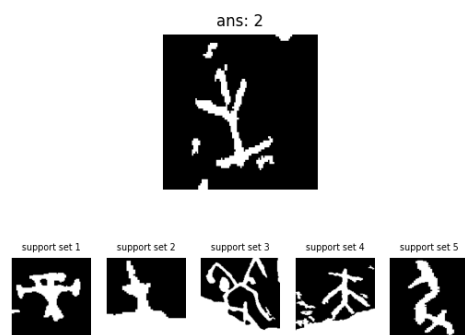 ans: 2
support set 1
support set 2
support set 3
support set 4
support set 5